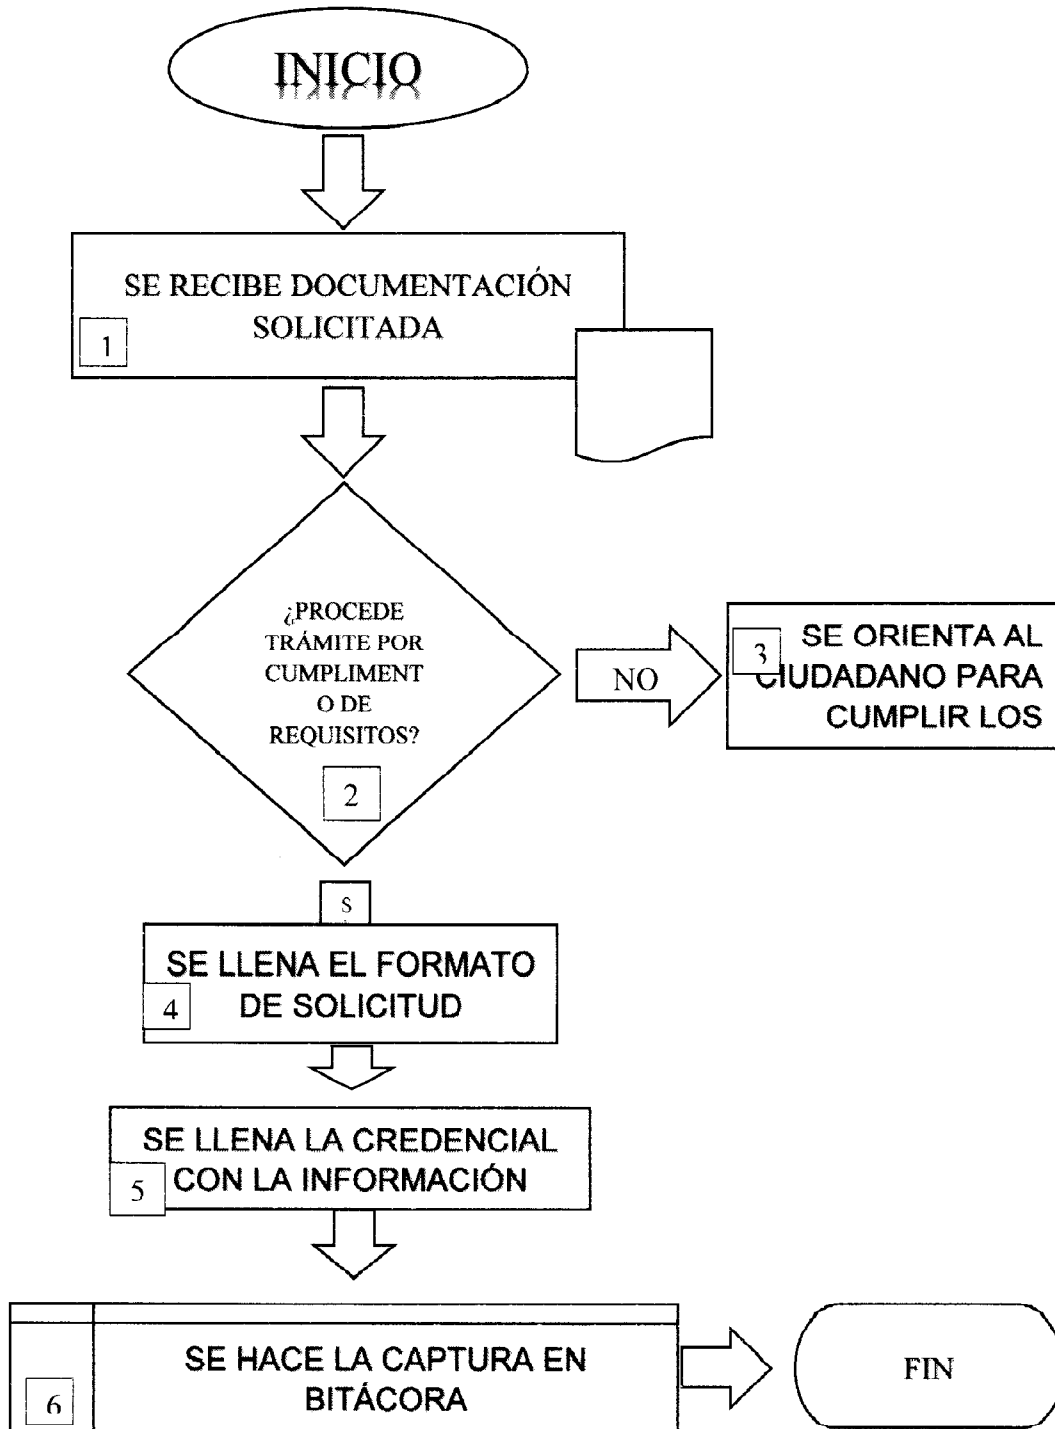 INICIO
SE RECIBE DOCUMENTACIÓN
SOLICITADA
1
¿PROCEDE
TRÁMITE POR
CUMPLIMENT
O DE
REQUISITOS?
2
NO
3
SE ORIENTA AL
CIUDADANO PARA
CUMPLIR LOS
S
SE LLENA EL FORMATO
DE SOLICITUD
4
SE LLENA LA CREDENCIAL
CON LA INFORMACIÓN
5
SE HACE LA CAPTURA EN
BITÁCORA
6
FIN